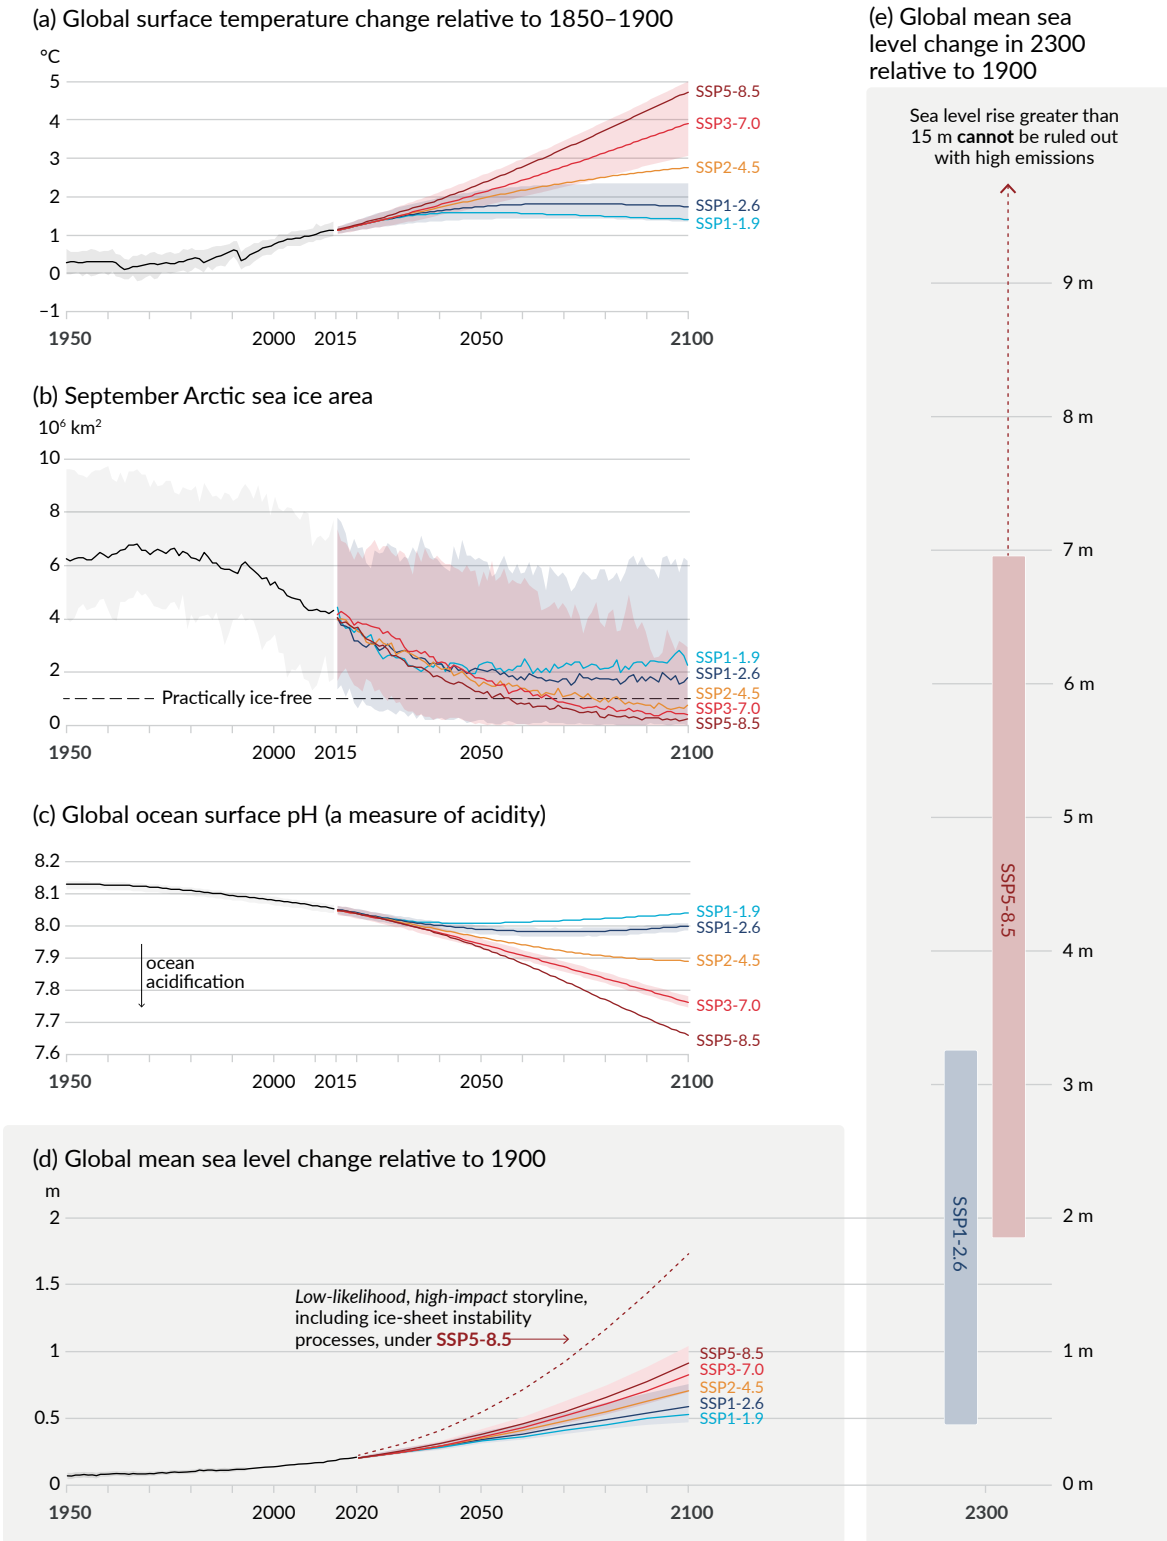 (a) Global surface temperature change relative to 1850–1900
°C
5
4
3
2
1
0
−1
SSP5-8.5
SSP3-7.0
SSP2-4.5
SSP1-2.6
SSP1-1.9
1950 2000 2015 2050 2100
(b) September Arctic sea ice area
10⁶ km²
10
8
6
4
2
0
Practically ice-free
SSP1-1.9
SSP1-2.6
SSP2-4.5
SSP3-7.0
SSP5-8.5
1950 2000 2015 2050 2100
(c) Global ocean surface pH (a measure of acidity)
8.2
8.1
8.0
7.9
7.8
7.7
7.6
ocean
acidification
SSP1-1.9
SSP1-2.6
SSP2-4.5
SSP3-7.0
SSP5-8.5
1950 2000 2015 2050 2100
(d) Global mean sea level change relative to 1900
m
2
1.5
1
0.5
0
Low-likelihood, high-impact storyline,
including ice-sheet instability
processes, under SSP5-8.5
SSP5-8.5
SSP3-7.0
SSP2-4.5
SSP1-2.6
SSP1-1.9
1950 2000 2020 2050 2100
(e) Global mean sea
level change in 2300
relative to 1900
Sea level rise greater than
15 m cannot be ruled out
with high emissions
9 m
8 m
7 m
6 m
5 m
4 m
3 m
2 m
1 m
0 m
SSP5-8.5
SSP1-2.6
2300